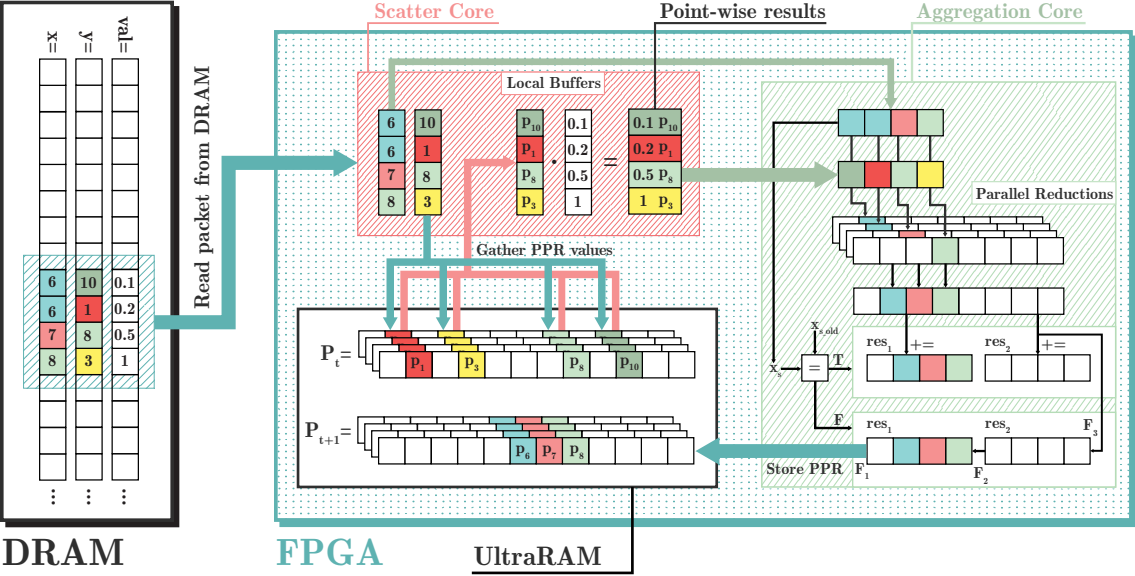 Scatter Core
Point-wise results
Aggregation Core
x=
y=
val=
Read packet from DRAM
Local Buffers
6 10 p10 0.1 0.1 p10
6 1 p1 0.2 0.2 p1
7 8 p8 0.5 0.5 p8
8 3 p3 1 1 p3
· =
Parallel Reductions
Gather PPR values
6 10 0.1
6 1 0.2
7 8 0.5
8 3 1
... ... ...
Pt=
p1 p3 p8 p10
Pt+1=
p6 p7 p8
xs_old
xs
=
T
F
res1 += res2 +=
res1 res2 F3
Store PPR F1 F2
DRAM
FPGA
UltraRAM